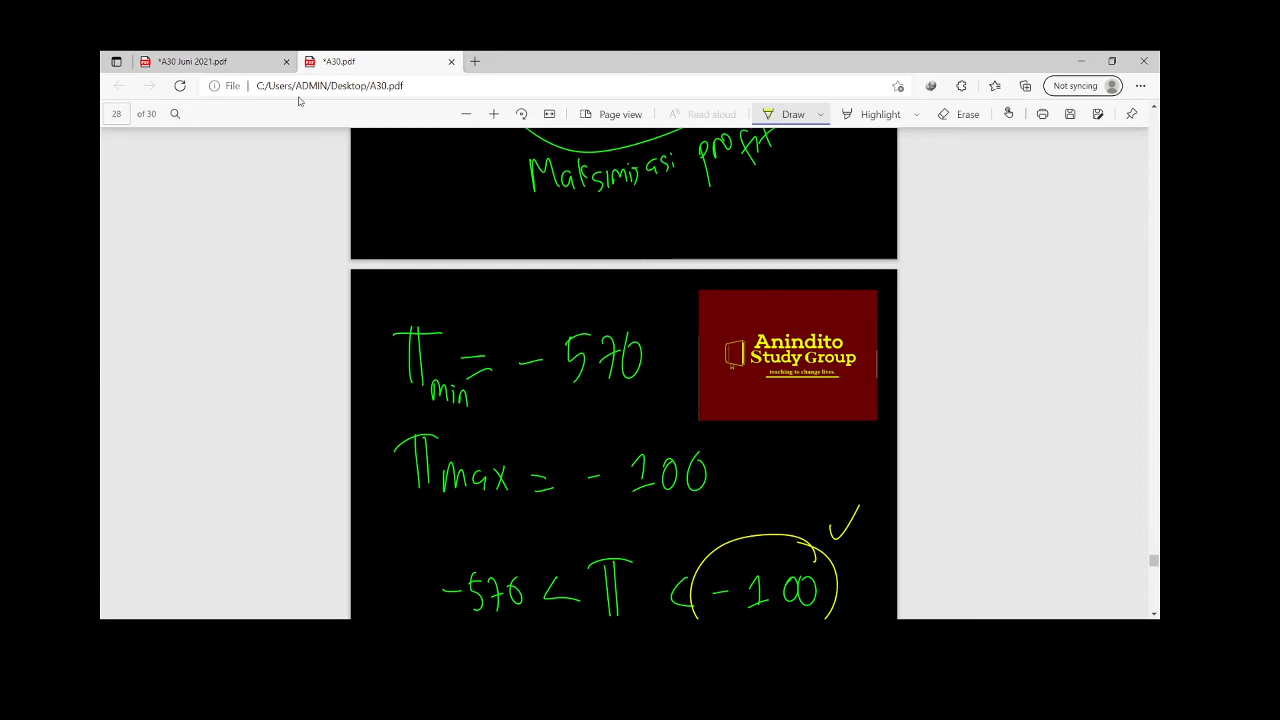 *A30 Juni 2021.pdf
*A30.pdf
File
C:/Users/ADMIN/Desktop/A30.pdf
Not syncing
28
of 30
Page view
Read aloud
Draw
Highlight
Erase
Maksimisasi profit
π min = - 570
Anindito
Study Group
teaching to change lives.
π max = - 100
-570 < π < - 100